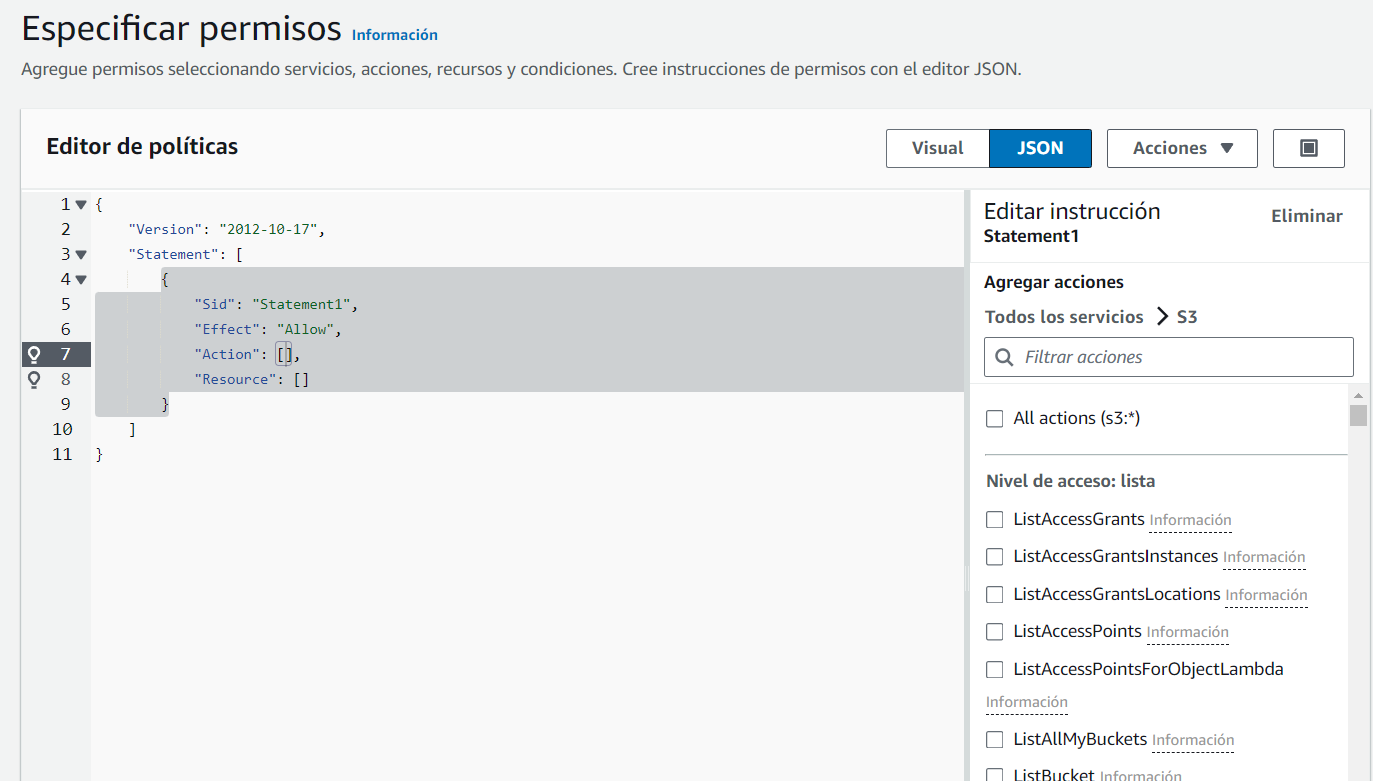 Especificar permisos Información
Agregue permisos seleccionando servicios, acciones, recursos y condiciones. Cree instrucciones de permisos con el editor JSON.
Editor de políticas
Visual JSON Acciones
1 {
2 "Version": "2012-10-17",
3 "Statement": [
4 {
5 "Sid": "Statement1",
6 "Effect": "Allow",
7 "Action": [],
8 "Resource": []
9 }
10 ]
11 }
Editar instrucción
Statement1
Eliminar
Agregar acciones
Todos los servicios > S3
Filtrar acciones
All actions (s3:*)
Nivel de acceso: lista
ListAccessGrants Información
ListAccessGrantsInstances Información
ListAccessGrantsLocations Información
ListAccessPoints Información
ListAccessPointsForObjectLambda
Información
ListAllMyBuckets Información
ListBucket Información